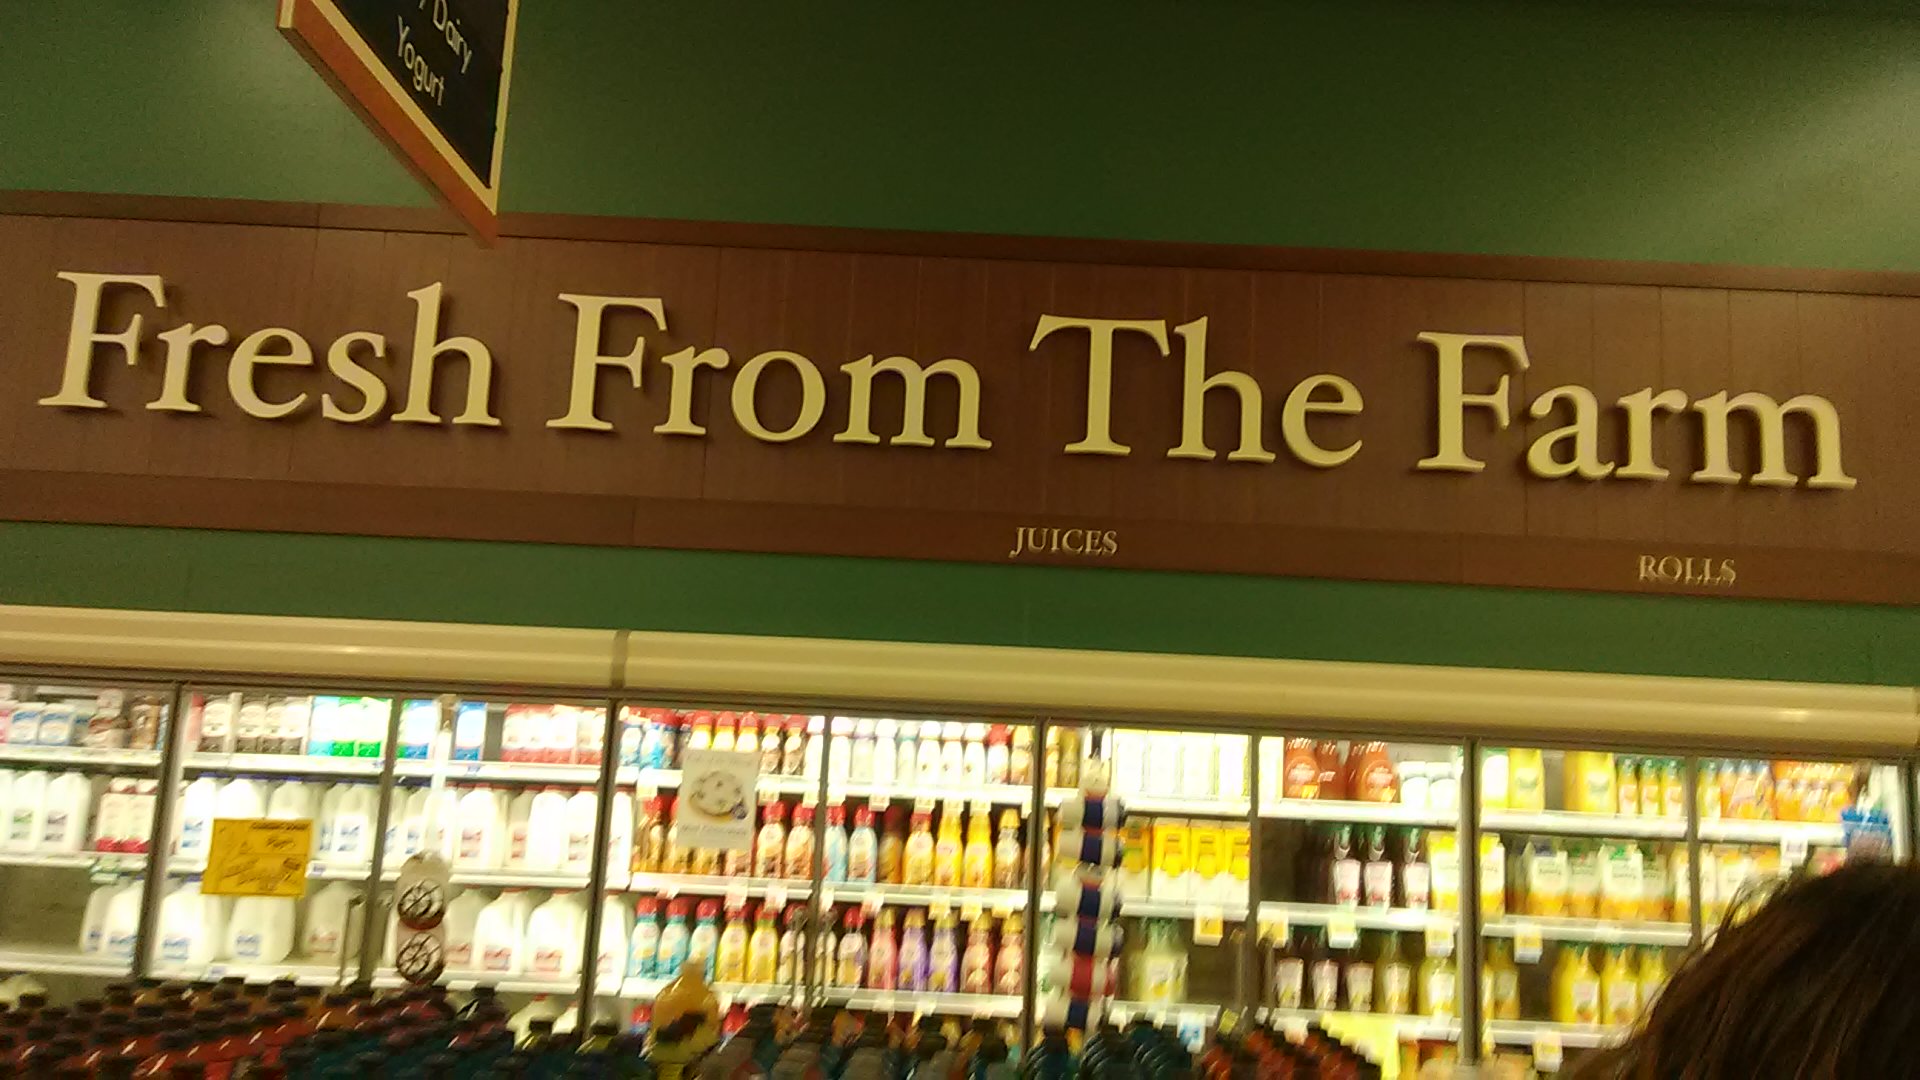 Dairy
Yogurt
Fresh From The Farm
JUICES
ROLLS